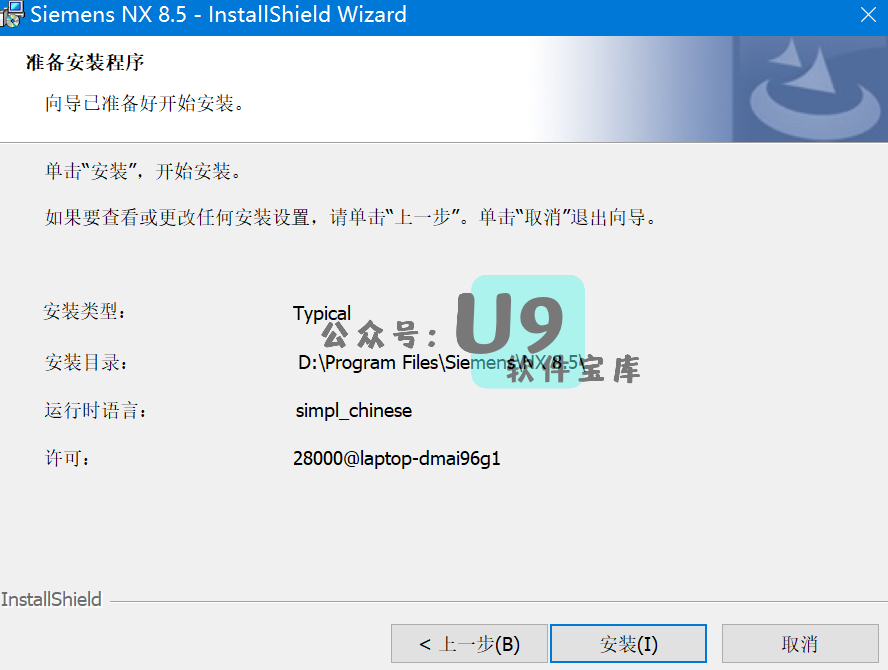 Siemens NX 8.5 - InstallShield Wizard
准备安装程序
向导已准备好开始安装。
单击“安装”，开始安装。
如果要查看或更改任何安装设置，请单击“上一步”。单击“取消”退出向导。
安装类型： Typical
公众号：U9
安装目录： D:\Program Files\Siemens\NX 8.5\
软件宝库
运行时语言： simpl_chinese
许可： 28000@laptop-dmai96g1
InstallShield
< 上一步(B) 安装(I) 取消